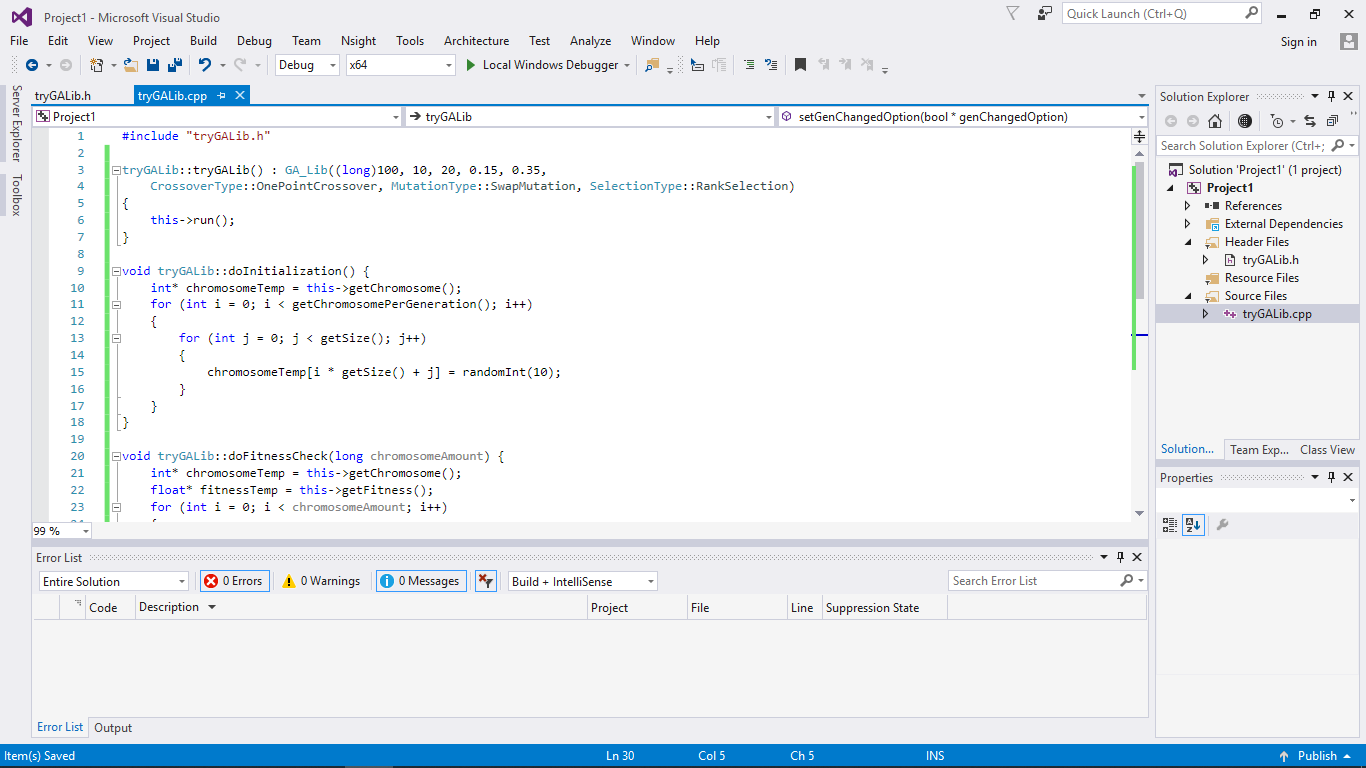 Project1 - Microsoft Visual Studio
Quick Launch (Ctrl+Q)
File Edit View Project Build Debug Team Nsight Tools Architecture Test Analyze Window Help
Sign in
Debug x64 Local Windows Debugger
Server Explorer
Toolbox
tryGALib.h tryGALib.cpp
Project1 tryGALib setGenChangedOption(bool * genChangedOption)
1 #include "tryGALib.h"
2
3 tryGALib::tryGALib() : GA_Lib((long)100, 10, 20, 0.15, 0.35,
4 CrossoverType::OnePointCrossover, MutationType::SwapMutation, SelectionType::RankSelection)
5 {
6 this->run();
7 }
8
9 void tryGALib::doInitialization() {
10 int* chromosomeTemp = this->getChromosome();
11 for (int i = 0; i < getChromosomePerGeneration(); i++)
12 {
13 for (int j = 0; j < getSize(); j++)
14 {
15 chromosomeTemp[i * getSize() + j] = randomInt(10);
16 }
17 }
18 }
19
20 void tryGALib::doFitnessCheck(long chromosomeAmount) {
21 int* chromosomeTemp = this->getChromosome();
22 float* fitnessTemp = this->getFitness();
23 for (int i = 0; i < chromosomeAmount; i++)
99 %
Solution Explorer
Search Solution Explorer (Ctrl+;
Solution 'Project1' (1 project)
Project1
References
External Dependencies
Header Files
tryGALib.h
Resource Files
Source Files
tryGALib.cpp
Solution... Team Exp... Class View
Properties
Error List
Entire Solution 0 Errors 0 Warnings 0 Messages Build + IntelliSense Search Error List
Code Description Project File Line Suppression State
Error List Output
Item(s) Saved Ln 30 Col 5 Ch 5 INS Publish